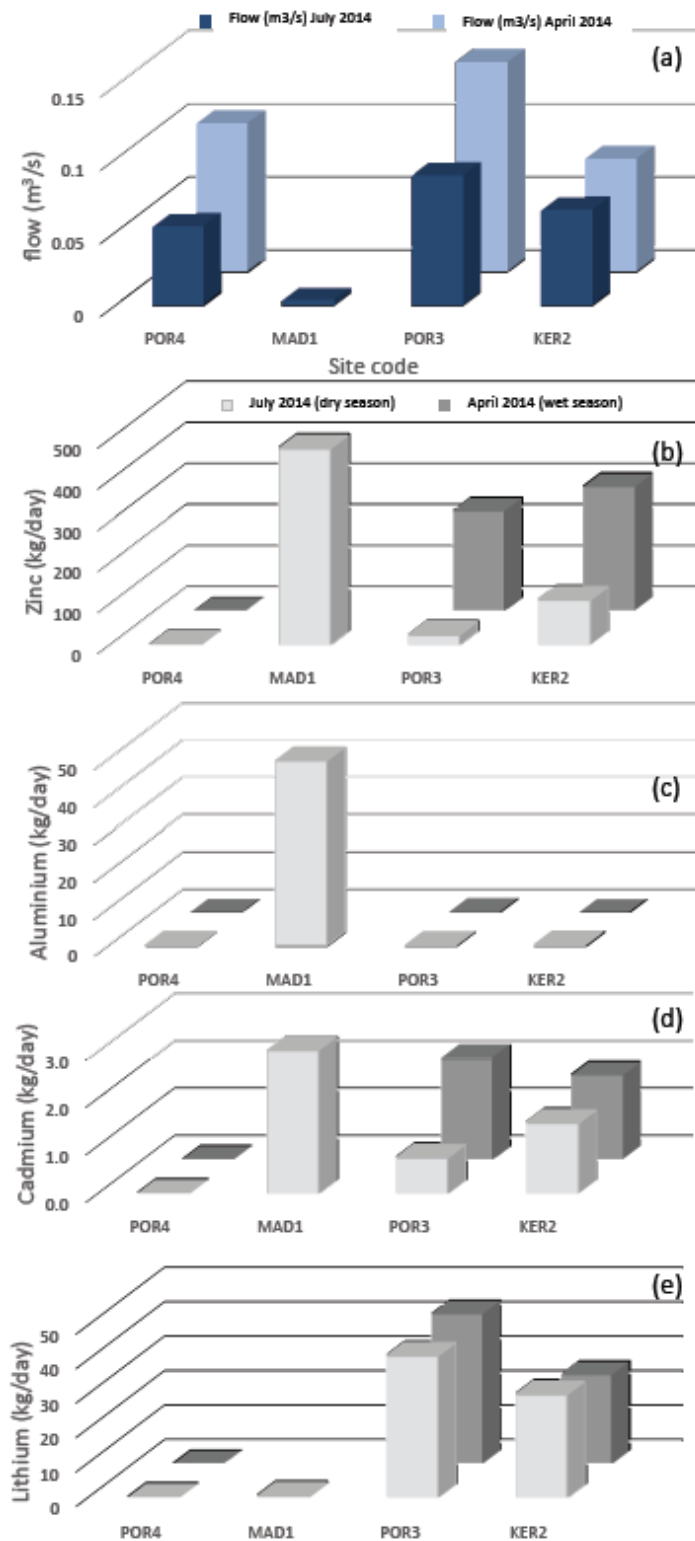 Flow (m3/s) July 2014 Flow (m3/s) April 2014
(a)
0.15
0.1
0.05
0
flow (m³/s)
POR4 MAD1 POR3 KER2
Site code
July 2014 (dry season) April 2014 (wet season)
(b)
500
400
300
200
100
0
Zinc (kg/day)
POR4 MAD1 POR3 KER2
(c)
50
40
30
20
10
0
Aluminium (kg/day)
POR4 MAD1 POR3 KER2
(d)
3.0
2.0
1.0
0.0
Cadmium (kg/day)
POR4 MAD1 POR3 KER2
(e)
50
40
30
20
10
0
Lithium (kg/day)
POR4 MAD1 POR3 KER2